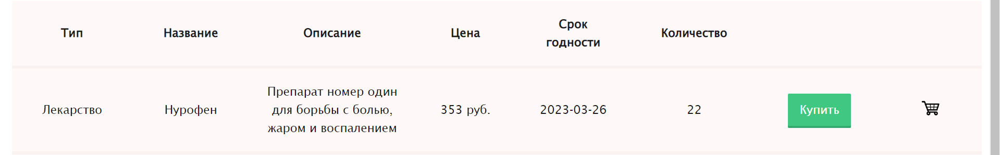 Тип Название Описание Цена Срок годности Количество
Лекарство Нурофен Препарат номер один
для борьбы с болью,
жаром и воспалением 353 руб. 2023-03-26 22 Купить